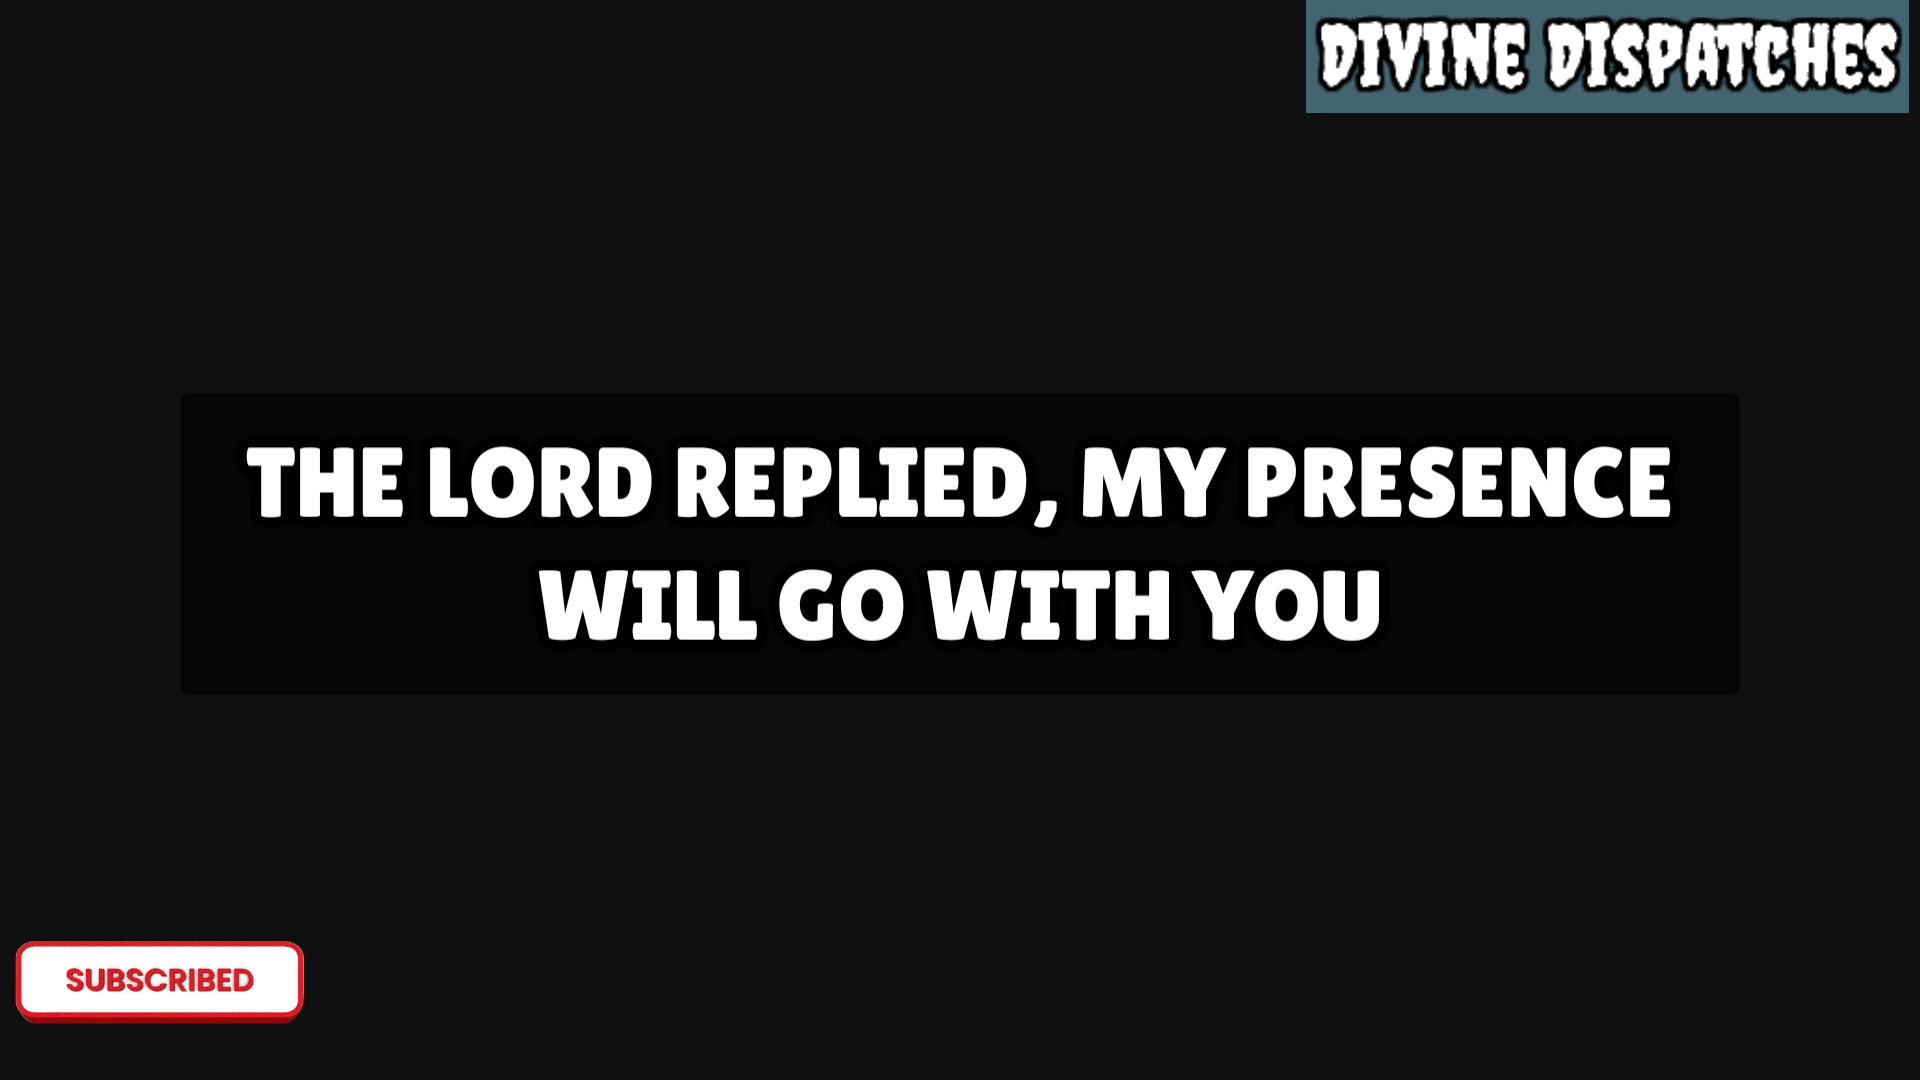 DIVINE DISPATCHES
THE LORD REPLIED, MY PRESENCE
WILL GO WITH YOU
SUBSCRIBED